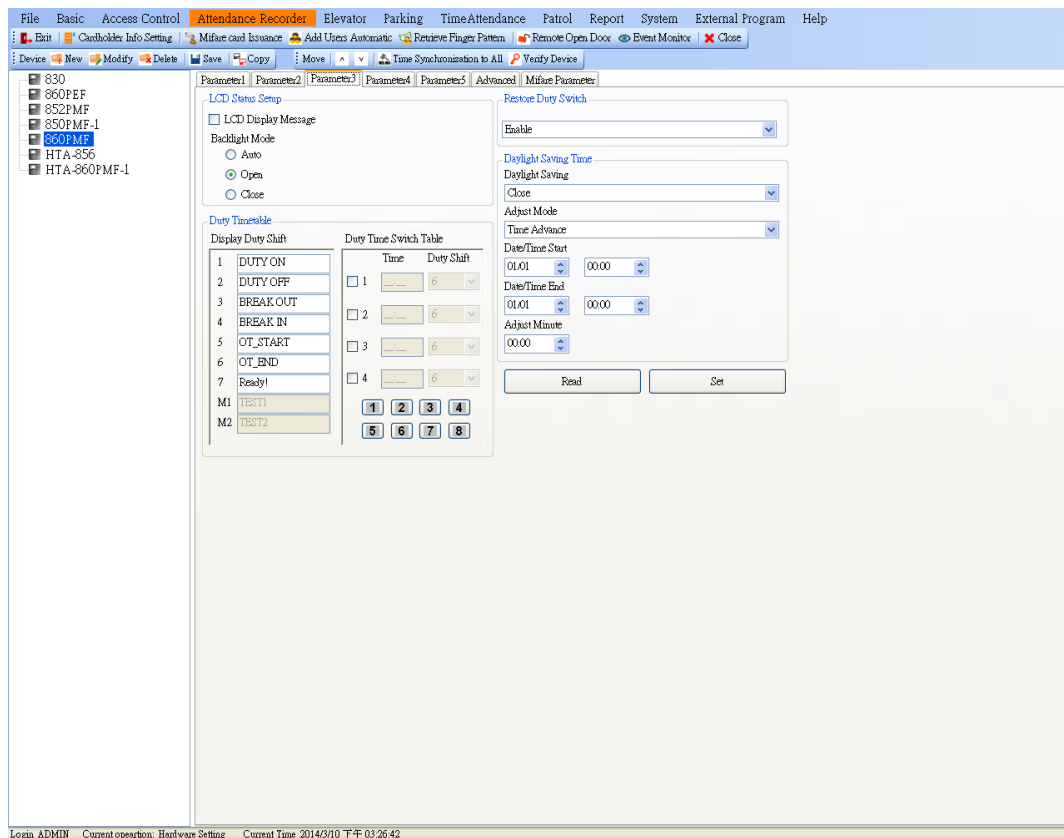 File Basic Access Control Attendance Recorder Elevator Parking TimeAttendance Patrol Report System External Program Help
Exit Cardholder Info Setting Mifare card Issuance Add Users Automatic Retrieve Finger Pattern Remote Open Door Event Monitor Close
Device New Modify Delete Save Copy Move Time Synchronization to All Verify Device
830
860PEF
852PMF
850PMF-1
860PMF
HTA-856
HTA-860PMF-1
Parameter1 Parameter2 Parameter3 Parameter4 Parameter5 Advanced Mifare Parameter
LCD Status Setup
LCD Display Message
Backlight Mode
Auto
Open
Close
Duty Timetable
Display Duty Shift
1 DUTY ON
2 DUTY OFF
3 BREAK OUT
4 BREAK IN
5 OT_START
6 OT_END
7 Ready!
M1 TEST1
M2 TEST2
Duty Time Switch Table
Time Duty Shift
1 __:__ 6
2 __:__ 6
3 __:__ 6
4 __:__ 6
1 2 3 4
5 6 7 8
Restore Duty Switch
Enable
Daylight Saving Time
Daylight Saving
Close
Adjust Mode
Time Advance
Date/Time Start
01/01 00:00
Date/Time End
01/01 00:00
Adjust Minute
00:00
Read Set
Login ADMIN Current opeartion: Hardware Setting Current Time 2014/3/10 下午 03:26:42